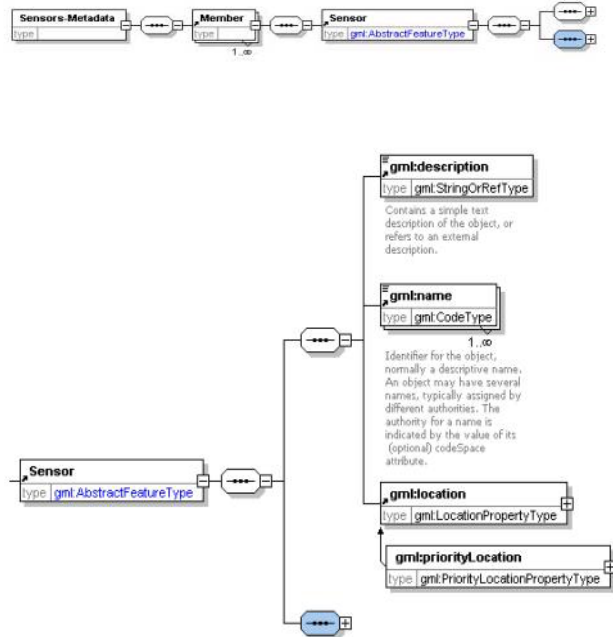 Sensors-Metadata
type
Member
type
1..∞
Sensor
type gml:AbstractFeatureType
gml:description
type gml:StringOrRefType
Contains a simple text
description of the object, or
refers to an external
description.
gml:name
type gml:CodeType
1..∞
Identifier for the object,
normally a descriptive name.
An object may have several
names, typically assigned by
different authorities. The
authority for a name is
indicated by the value of its
(optional) codeSpace
attribute.
Sensor
type gml:AbstractFeatureType
gml:location
type gml:LocationPropertyType
gml:priorityLocation
type gml:PriorityLocationPropertyType